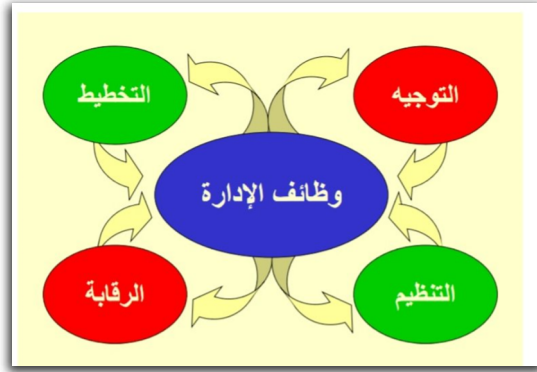 التوجيه
التخطيط
وظائف الإدارة
التنظيم
الرقابة